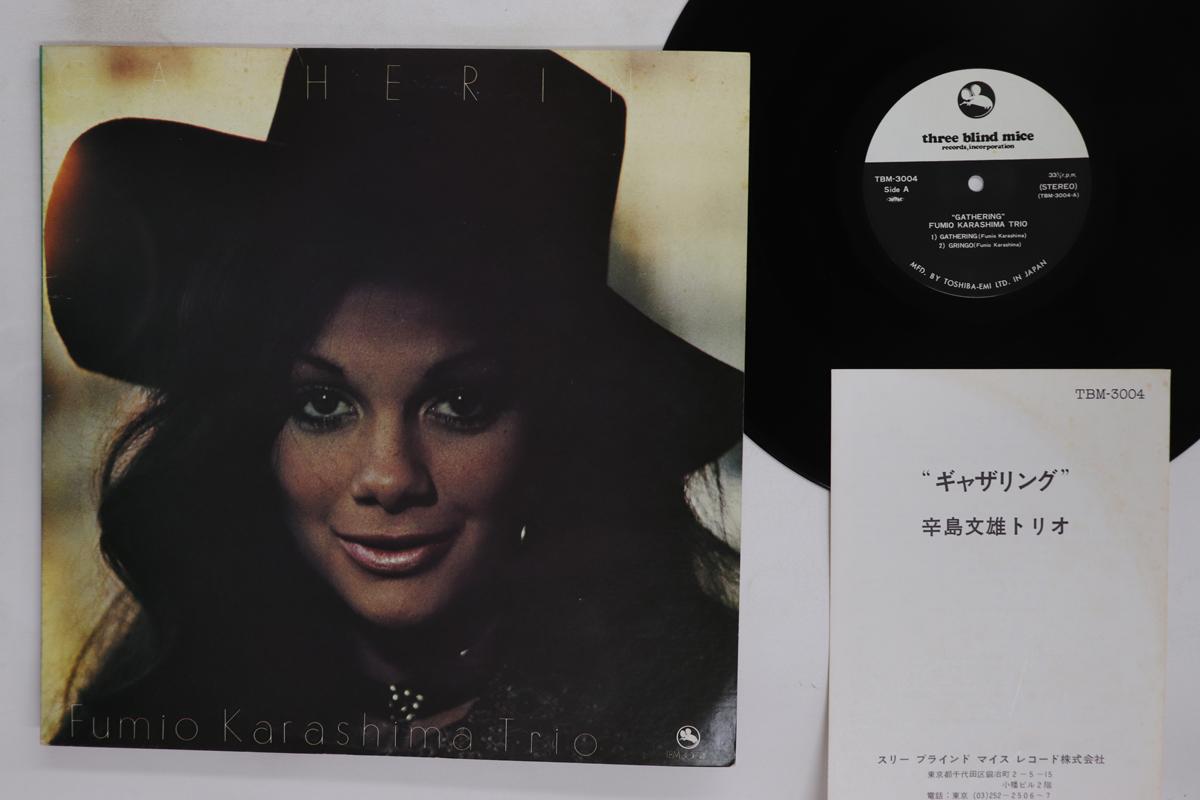 GATHERING
Fumio Karashima Trio
three blind mice
records, incorporation
TBM-3004
Side A
33⅓ r.p.m.
(STEREO)
(TBM-3004-A)
"GATHERING"
FUMIO KARASHIMA TRIO
1) GATHERING (Fumio Karashima)
2) GRINGO (Fumio Karashima)
MFD. BY TOSHIBA-EMI LTD. IN JAPAN
TBM-3004
“ギャザリング”
辛島文雄トリオ
スリー ブラインド マイス レコード株式会社
東京都千代田区鍛冶町2-5-15
小幡ビル2階
電話:東京 (03)252-2506~7